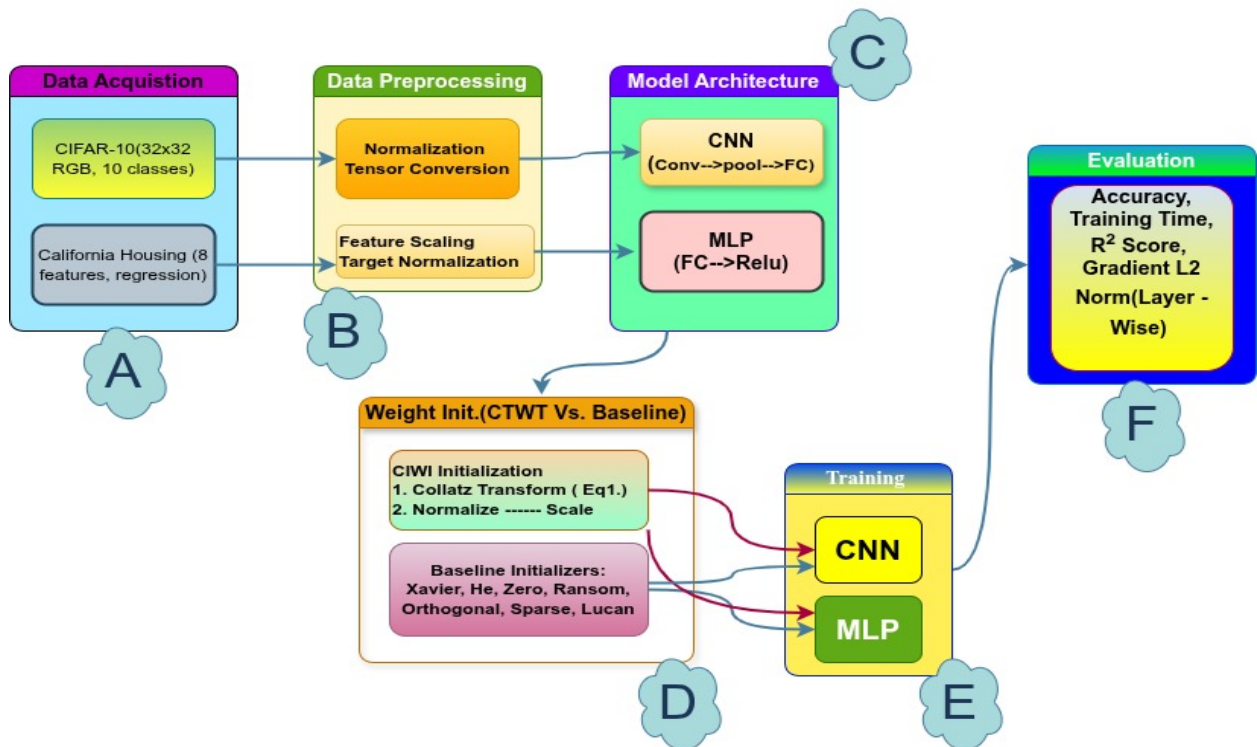 Data Acquistion
CIFAR-10(32x32
RGB, 10 classes)
California Housing (8
features, regression)
A
Data Preprocessing
Normalization
Tensor Conversion
Feature Scaling
Target Normalization
B
Model Architecture
CNN
(Conv-->pool-->FC)
MLP
(FC-->Relu)
C
Weight Init.(CTWT Vs. Baseline)
CIWI Initialization
1. Collatz Transform ( Eq1.)
2. Normalize ------ Scale
Baseline Initializers:
Xavier, He, Zero, Ransom,
Orthogonal, Sparse, Lucan
D
Training
CNN
MLP
E
Evaluation
Accuracy,
Training Time,
R² Score,
Gradient L2
Norm(Layer -
Wise)
F